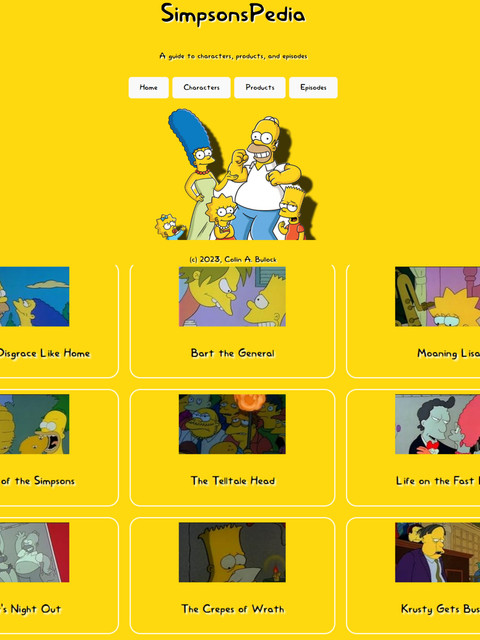 SimpsonsPedia
A guide to characters, products, and episodes
Home Characters Products Episodes
(c) 2023, Colin A. Bulock
Disgrace Like Home
Bart the General
Moaning Lisa
of the Simpsons
The Telltale Head
Life on the Fast
's Night Out
The Crepes of Wrath
Krusty Gets Bus